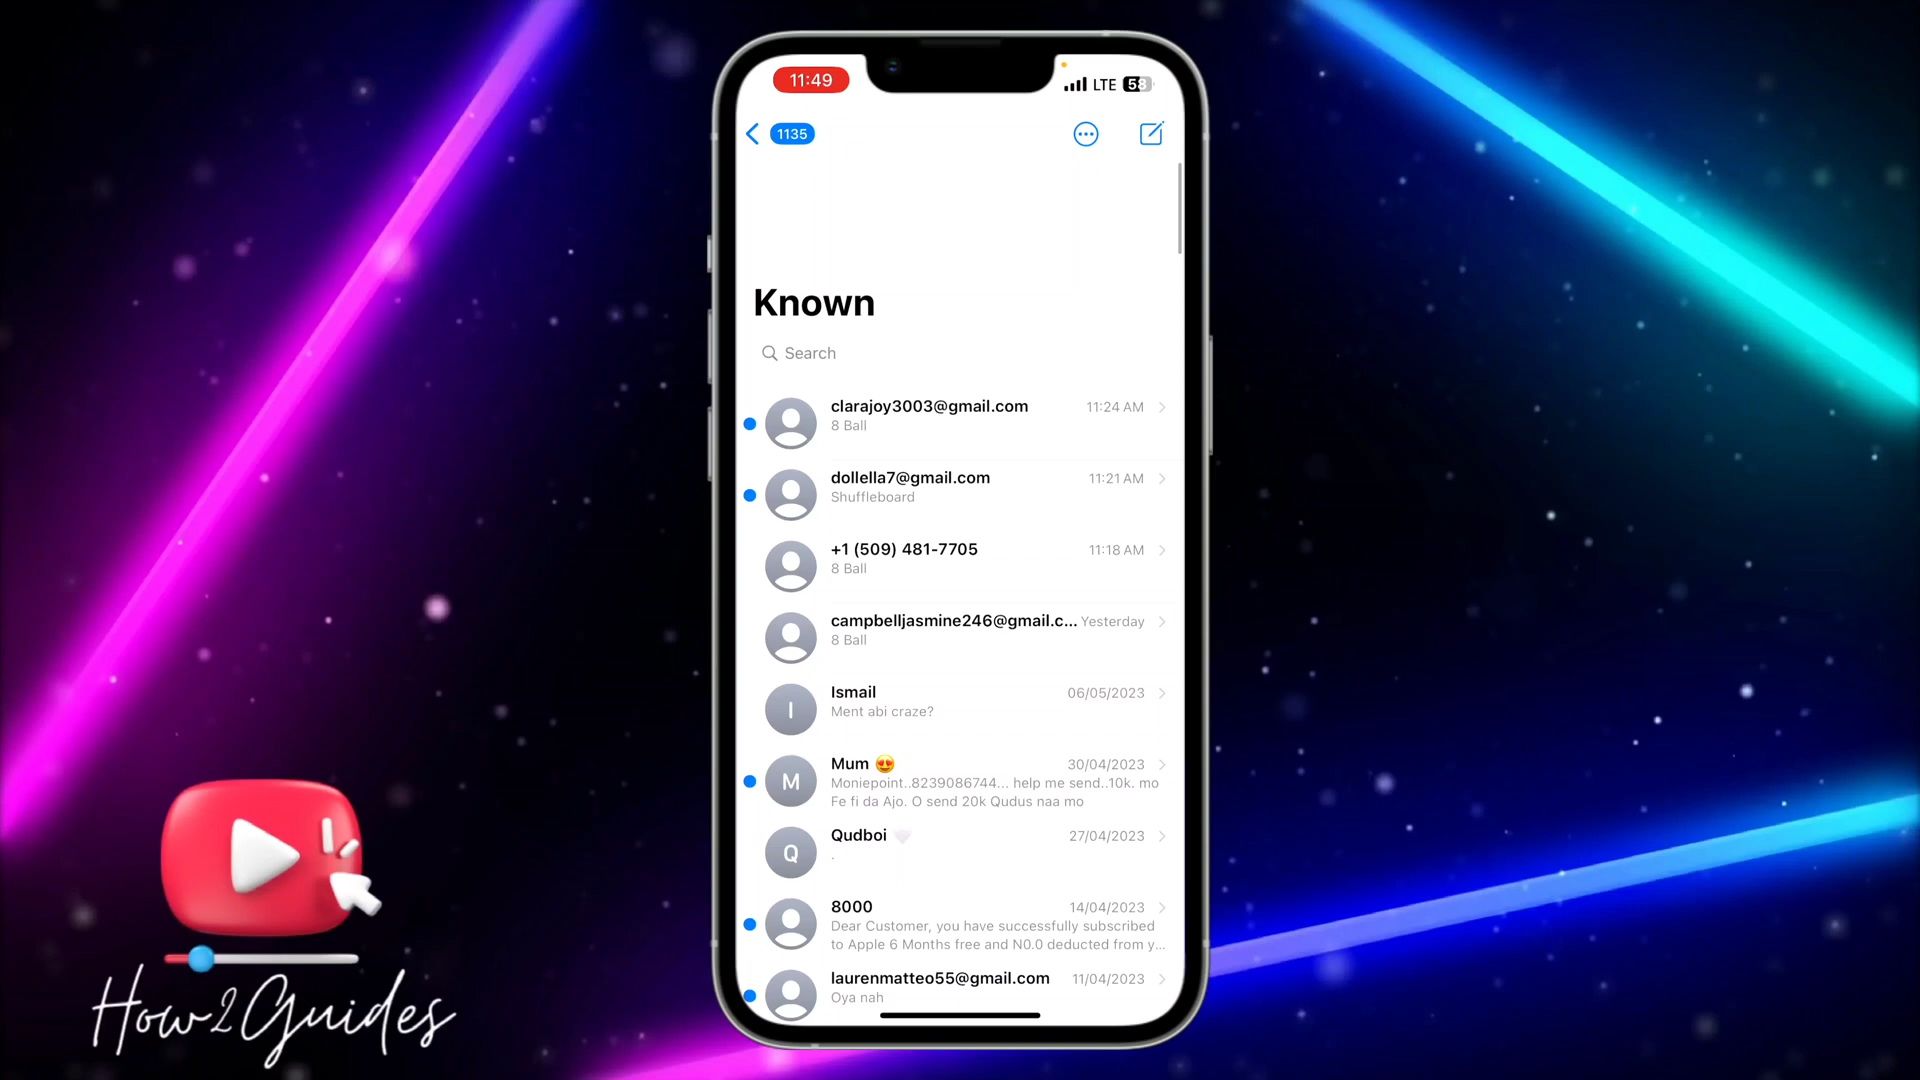 11:49
LTE 58
1135
Known
Search
clarajoy3003@gmail.com 11:24 AM
8 Ball
dollella7@gmail.com 11:21 AM
Shuffleboard
+1 (509) 481-7705 11:18 AM
8 Ball
campbelljasmine246@gmail.c... Yesterday
8 Ball
I
Ismail 06/05/2023
Ment abi craze?
M
Mum 😍 30/04/2023
Moniepoint..8239086744... help me send..10k. mo
Fe fi da Ajo. O send 20k Qudus naa mo
Q
Qudboi 🤍 27/04/2023
.
8000 14/04/2023
Dear Customer, you have successfully subscribed
to Apple 6 Months free and N0.0 deducted from y...
laurenmatteo55@gmail.com 11/04/2023
Oya nah
How2Guides